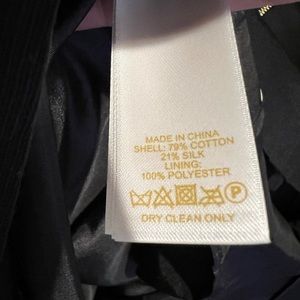 MADE IN CHINA
SHELL: 79% COTTON
21% SILK
LINING:
100% POLYESTER
P
DRY CLEAN ONLY